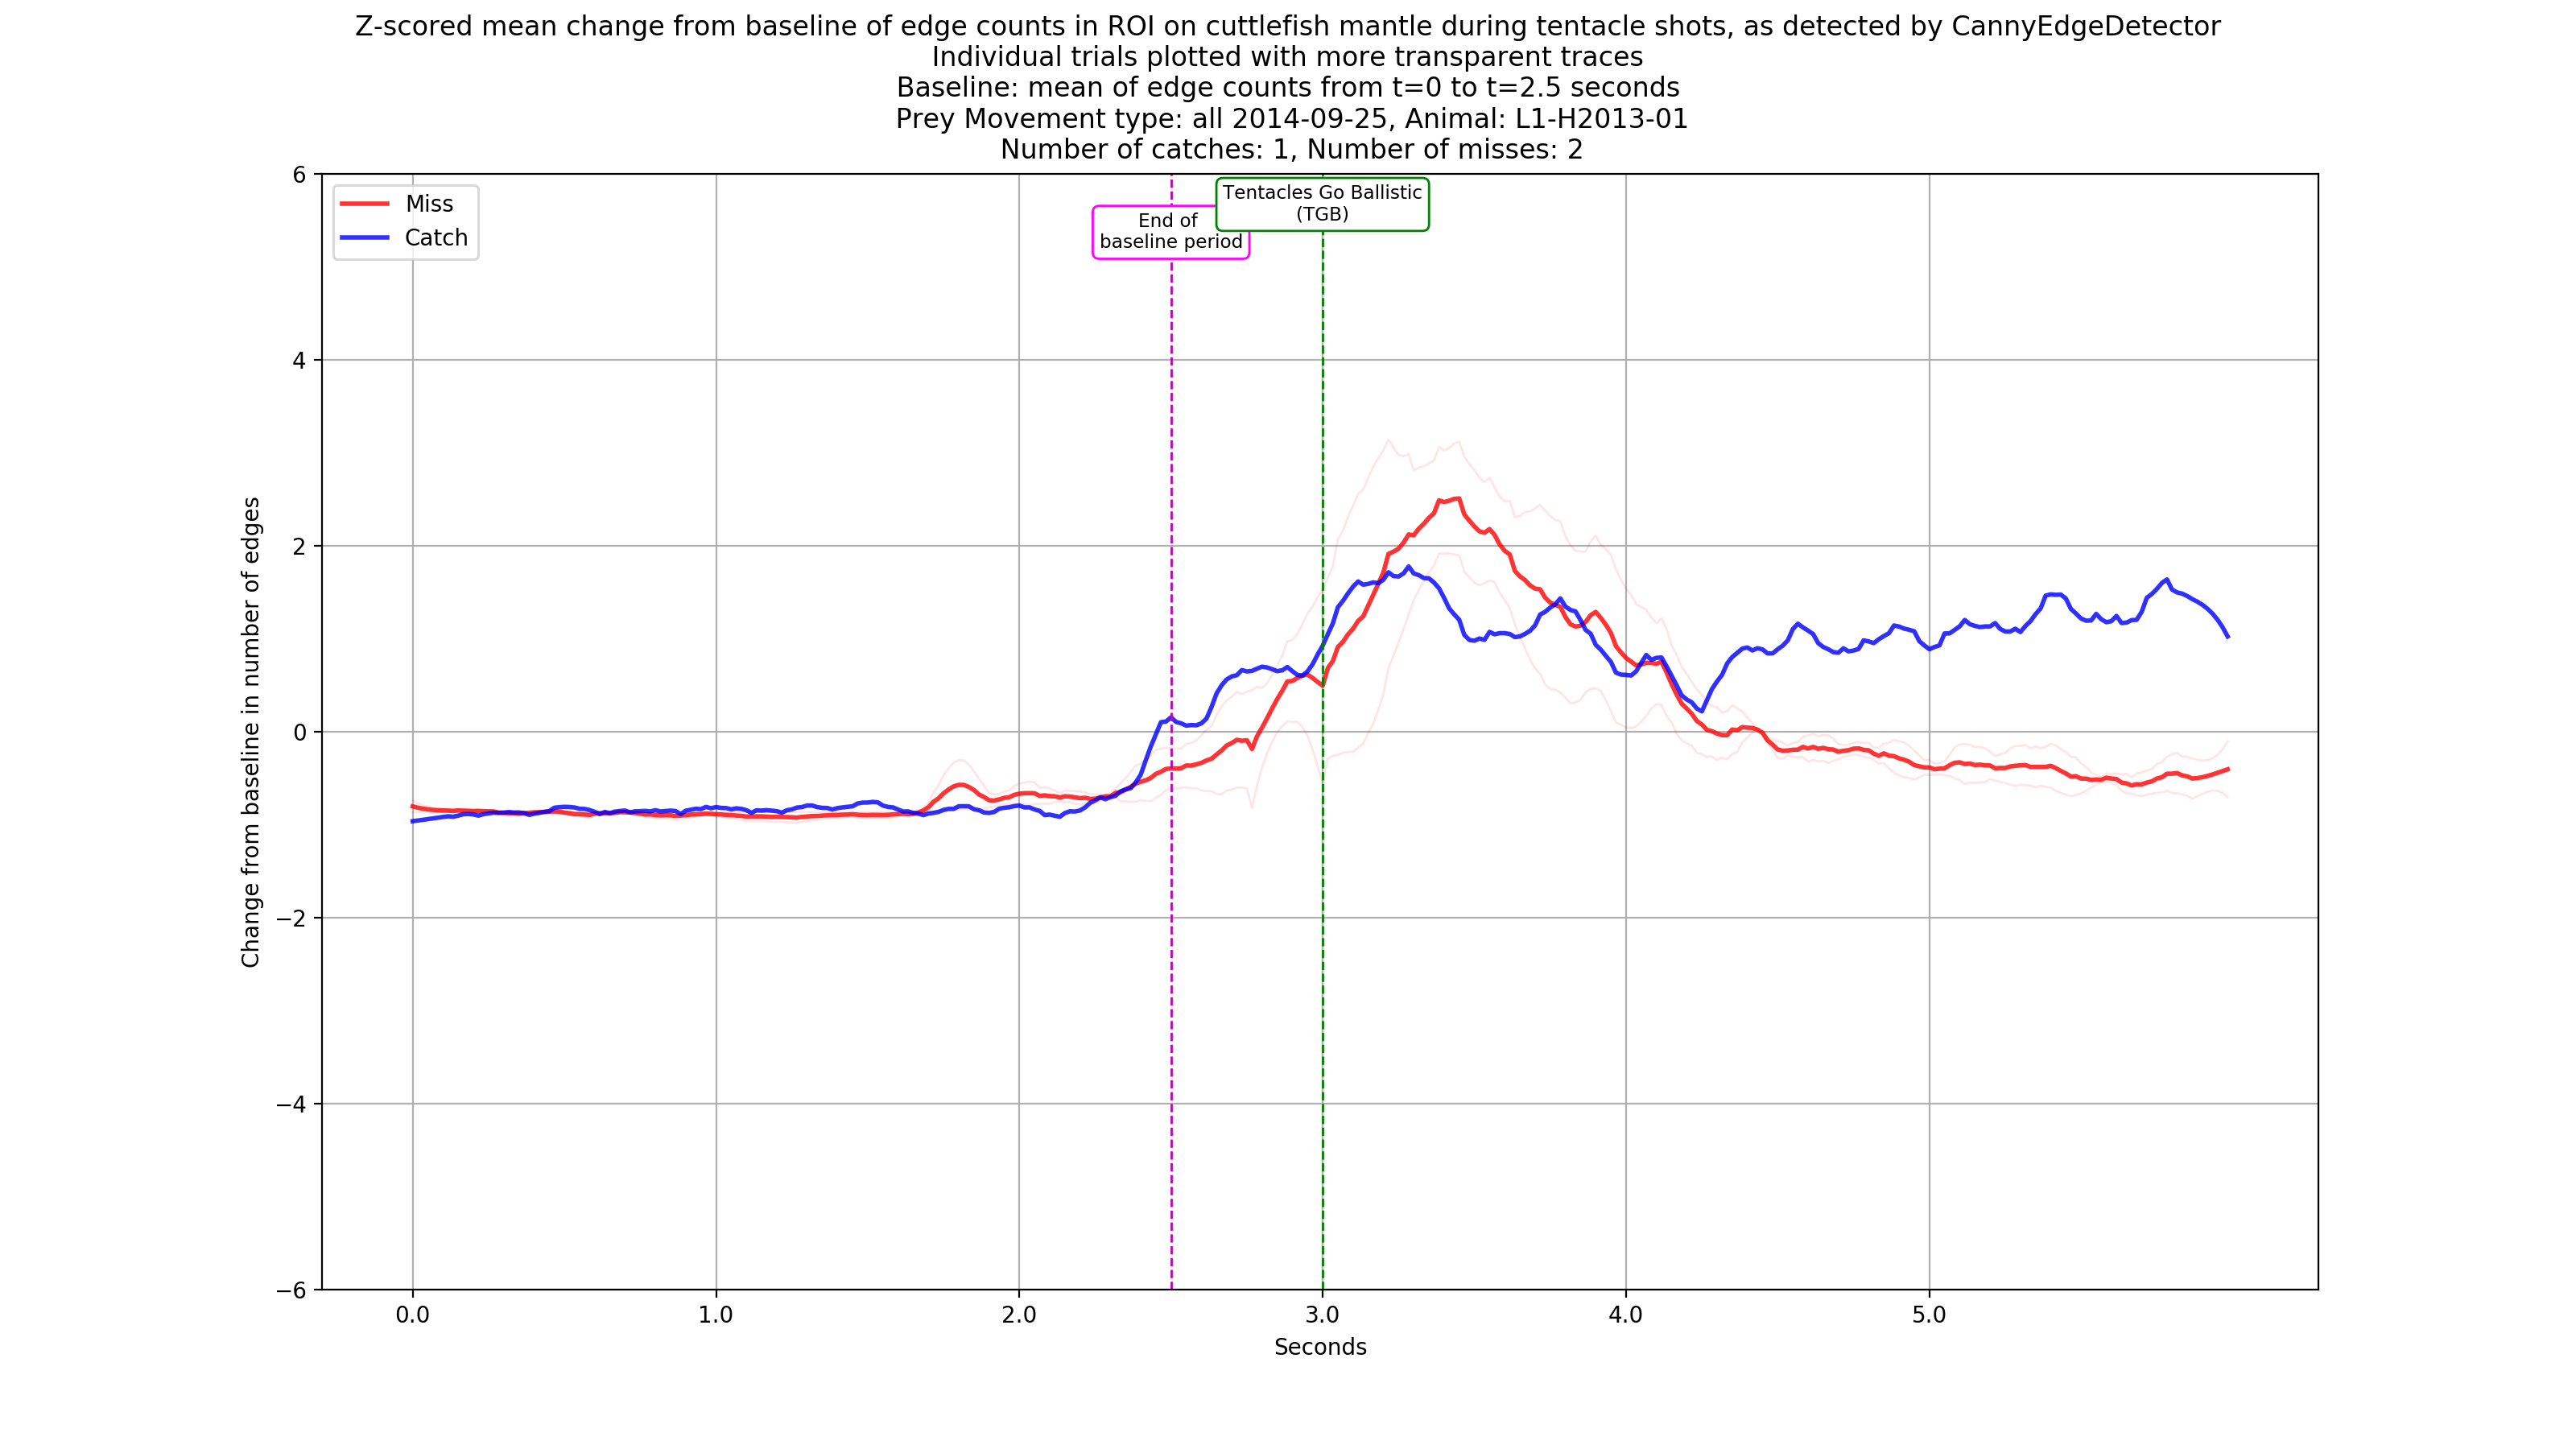 Z-scored mean change from baseline of edge counts in ROI on cuttlefish mantle during tentacle shots, as detected by CannyEdgeDetector
Individual trials plotted with more transparent traces
Baseline: mean of edge counts from t=0 to t=2.5 seconds
Prey Movement type: all 2014-09-25, Animal: L1-H2013-01
Number of catches: 1, Number of misses: 2
Miss
Catch
Tentacles Go Ballistic
(TGB)
End of
baseline period
6
4
2
0
−2
−4
−6
Change from baseline in number of edges
0.0
1.0
2.0
3.0
4.0
5.0
Seconds